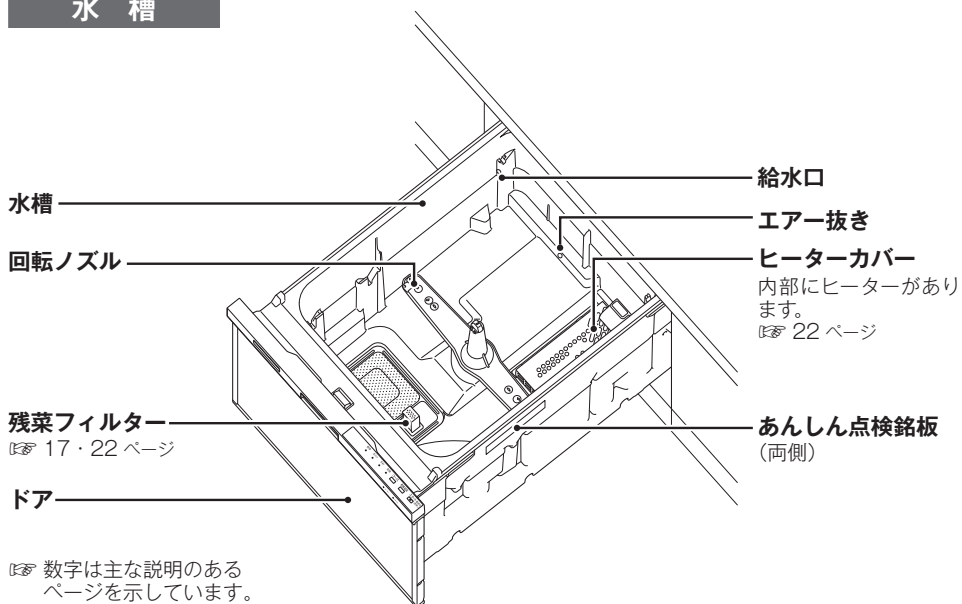 水 槽
水槽
回転ノズル
残菜フィルター
☞ 17・22 ページ
ドア
☞ 数字は主な説明のある
ページを示しています。
給水口
エアー抜き
ヒーターカバー
内部にヒーターがあり
ます。
☞ 22 ページ
あんしん点検銘板
（両側）